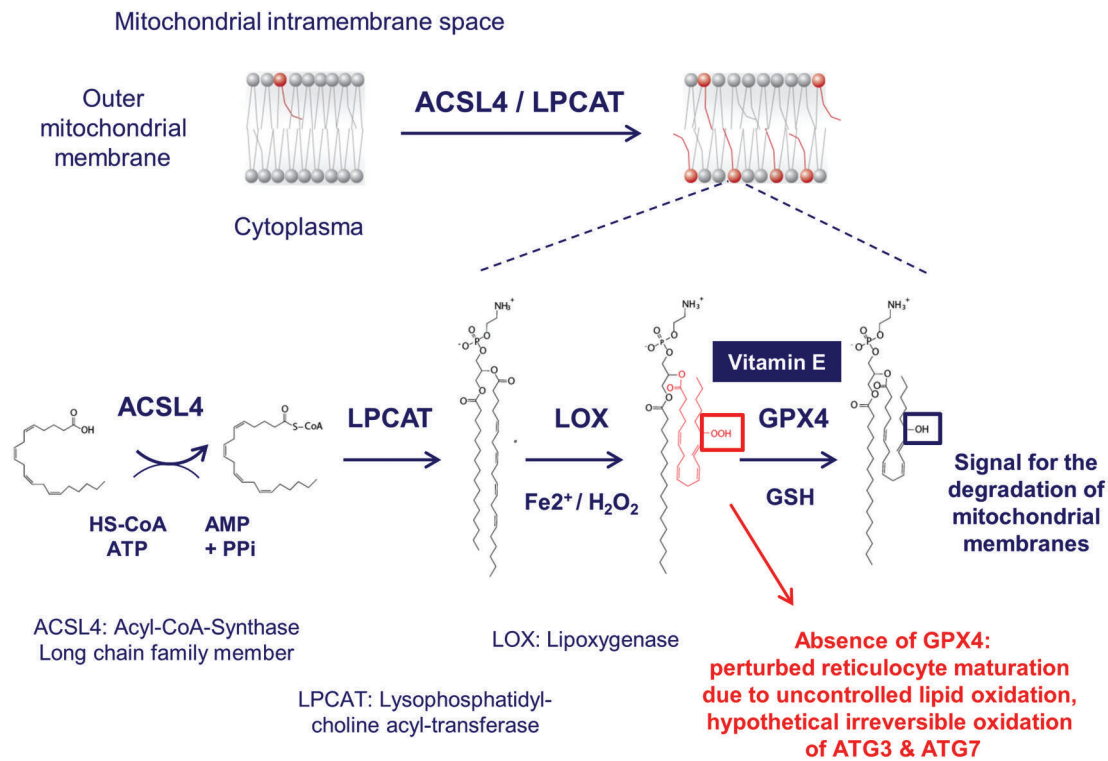 Mitochondrial intramembrane space
Outer
mitochondrial
membrane
ACSL4 / LPCAT
Cytoplasma
ACSL4
O
OH
O
S-CoA
HS-CoA
ATP
AMP
+ PPi
LPCAT
NH₃⁺
O
O
P
⁻O
O
O
O
O
O
LOX
Fe2⁺ / H₂O₂
NH₃⁺
O
O
P
⁻O
O
O
O
O
O
OOH
Vitamin E
GPX4
GSH
NH₃⁺
O
O
P
⁻O
O
O
O
O
O
OH
Signal for the
degradation of
mitochondrial
membranes
ACSL4: Acyl-CoA-Synthase
Long chain family member
LOX: Lipoxygenase
LPCAT: Lysophosphatidyl-
choline acyl-transferase
Absence of GPX4:
perturbed reticulocyte maturation
due to uncontrolled lipid oxidation,
hypothetical irreversible oxidation
of ATG3 & ATG7